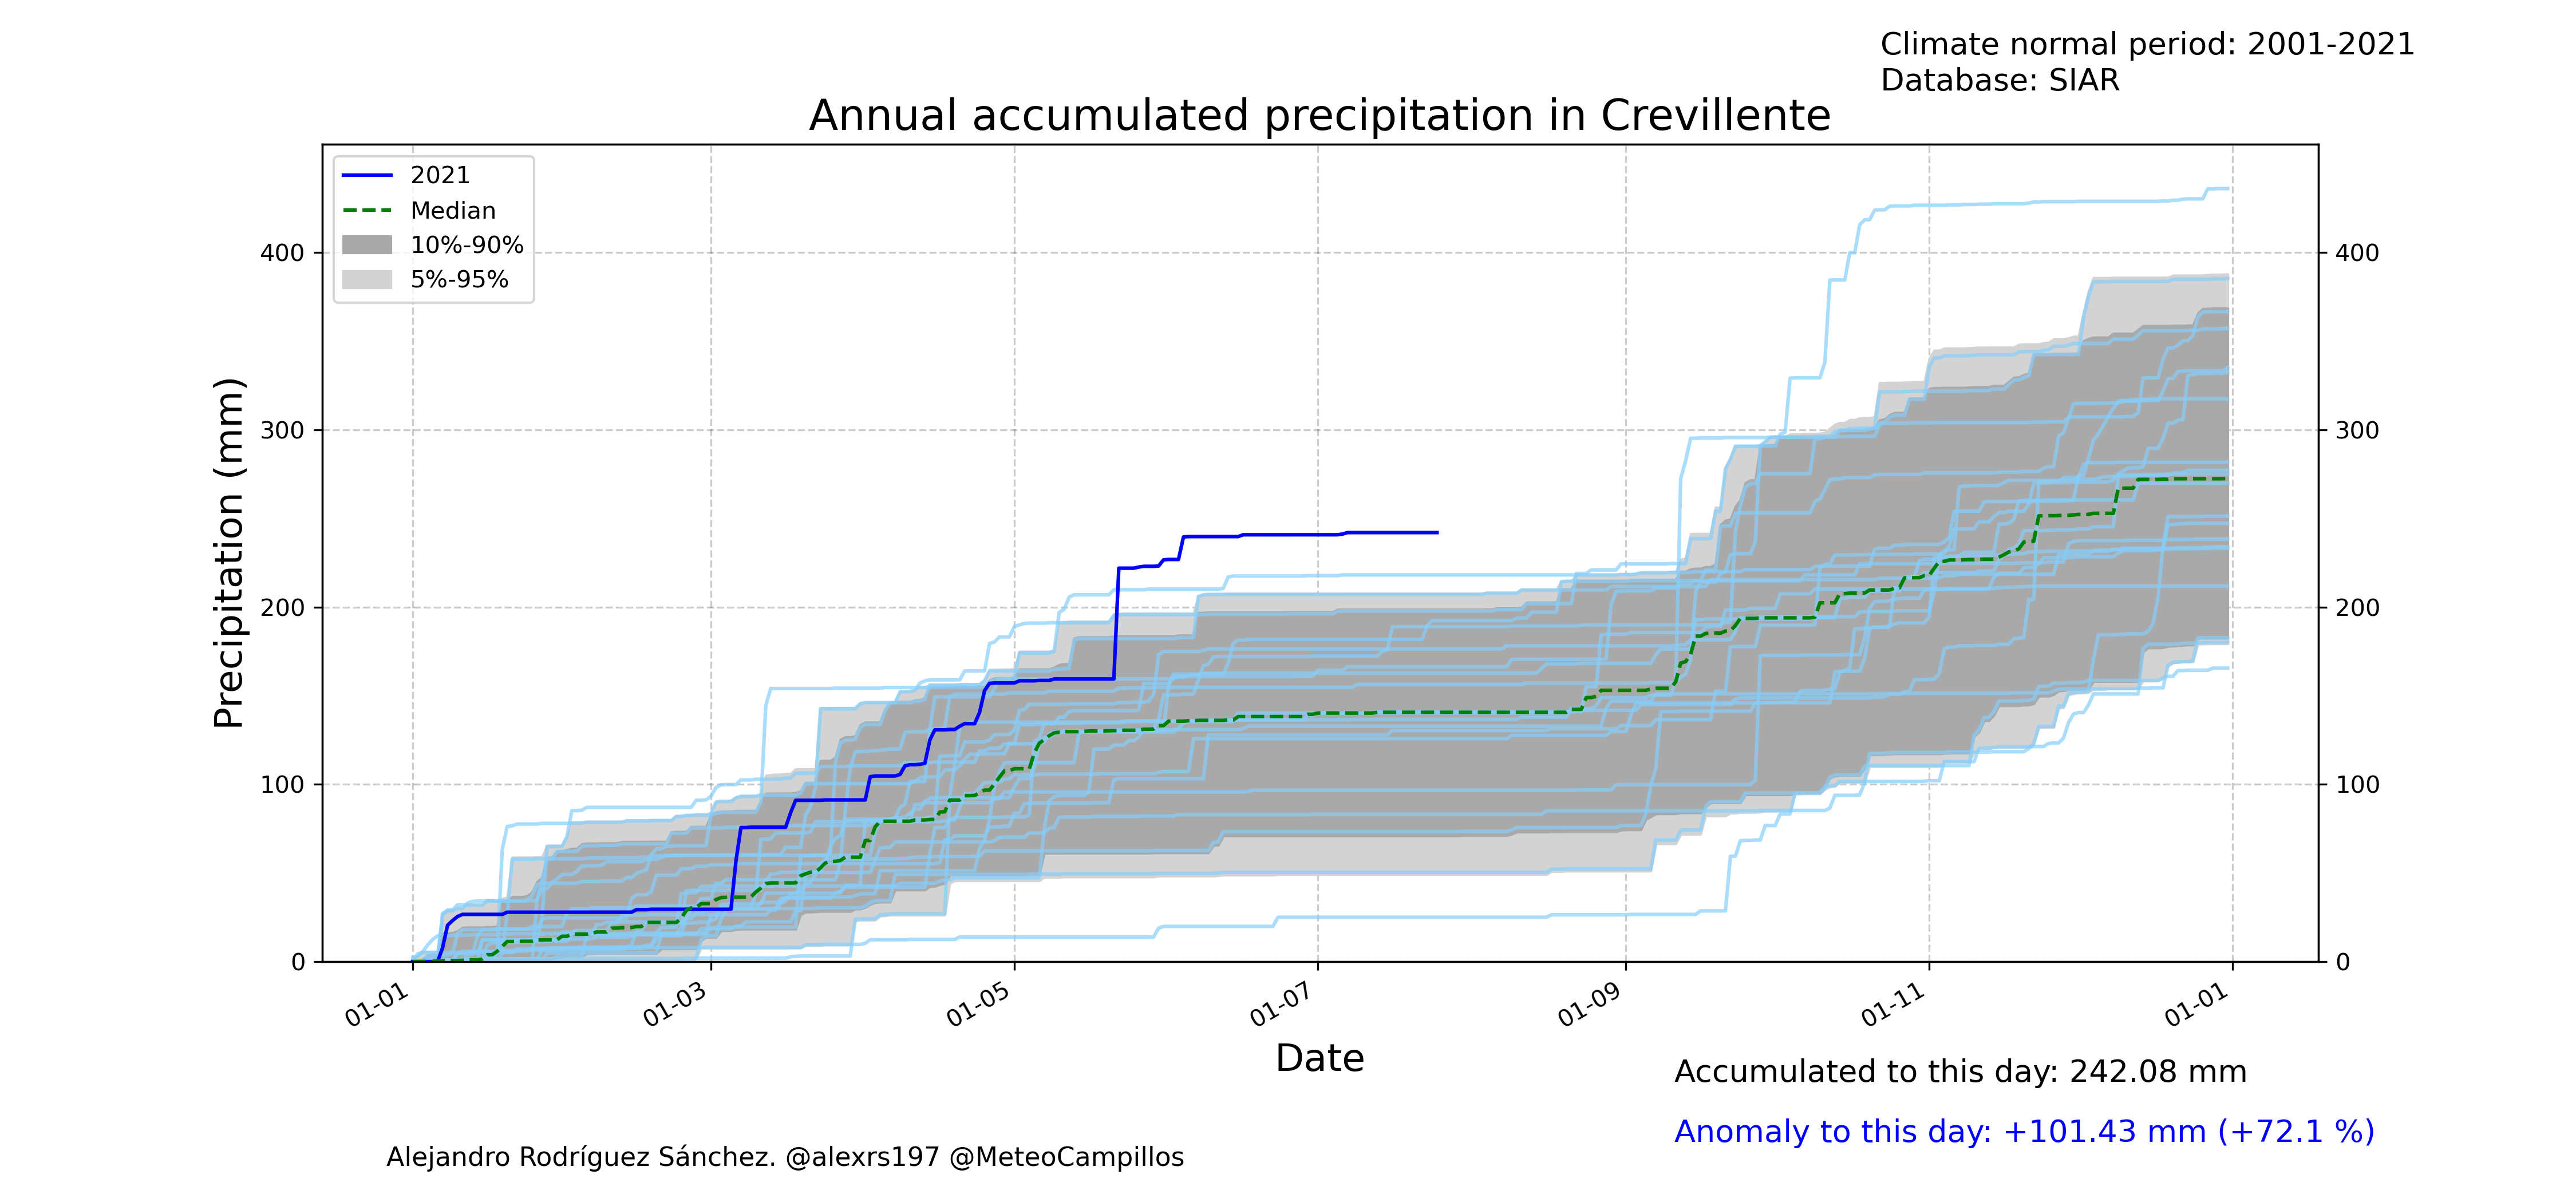 Climate normal period: 2001-2021
Database: SIAR
Annual accumulated precipitation in Crevillente
2021
Median
10%-90%
5%-95%
Precipitation (mm)
400
300
200
100
0
400
300
200
100
0
01-01
01-03
01-05
01-07
01-09
01-11
01-01
Date
Accumulated to this day: 242.08 mm
Anomaly to this day: +101.43 mm (+72.1 %)
Alejandro Rodríguez Sánchez. @alexrs197 @MeteoCampillos